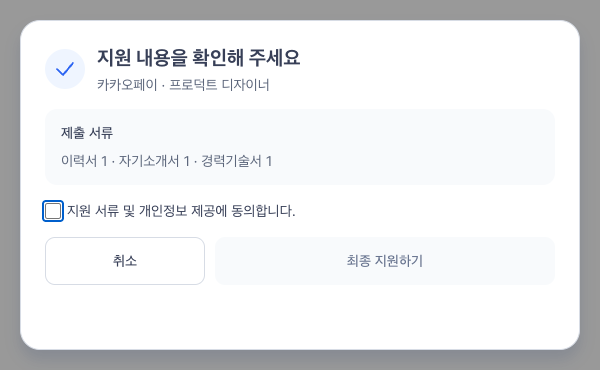 지원 내용을 확인해 주세요
카카오페이 · 프로덕트 디자이너
제출 서류
이력서 1 · 자기소개서 1 · 경력기술서 1
지원 서류 및 개인정보 제공에 동의합니다.
취소
최종 지원하기